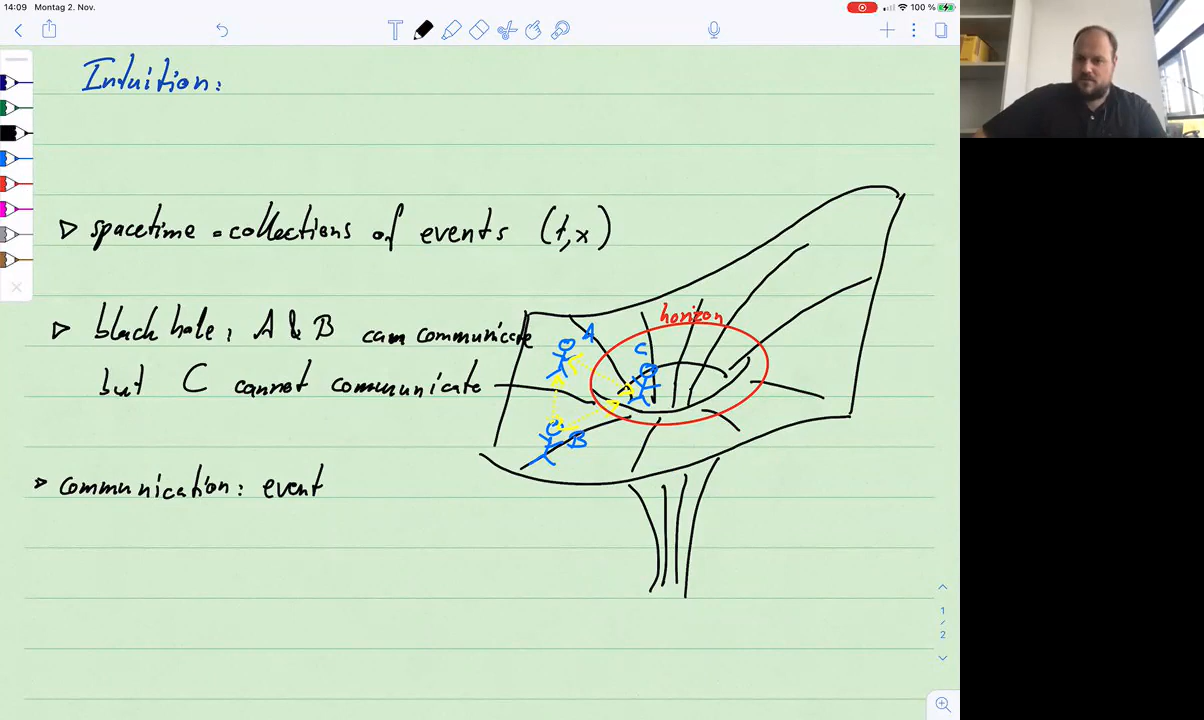 14:09 Montag 2. Nov.
100 %
T
Intuition:
▷ spacetime = collections of events (t,x)
▷ black hole: A & B can communicate
but C cannot communicate
▷ communication: event
horizon
A
C
B
1
/
2